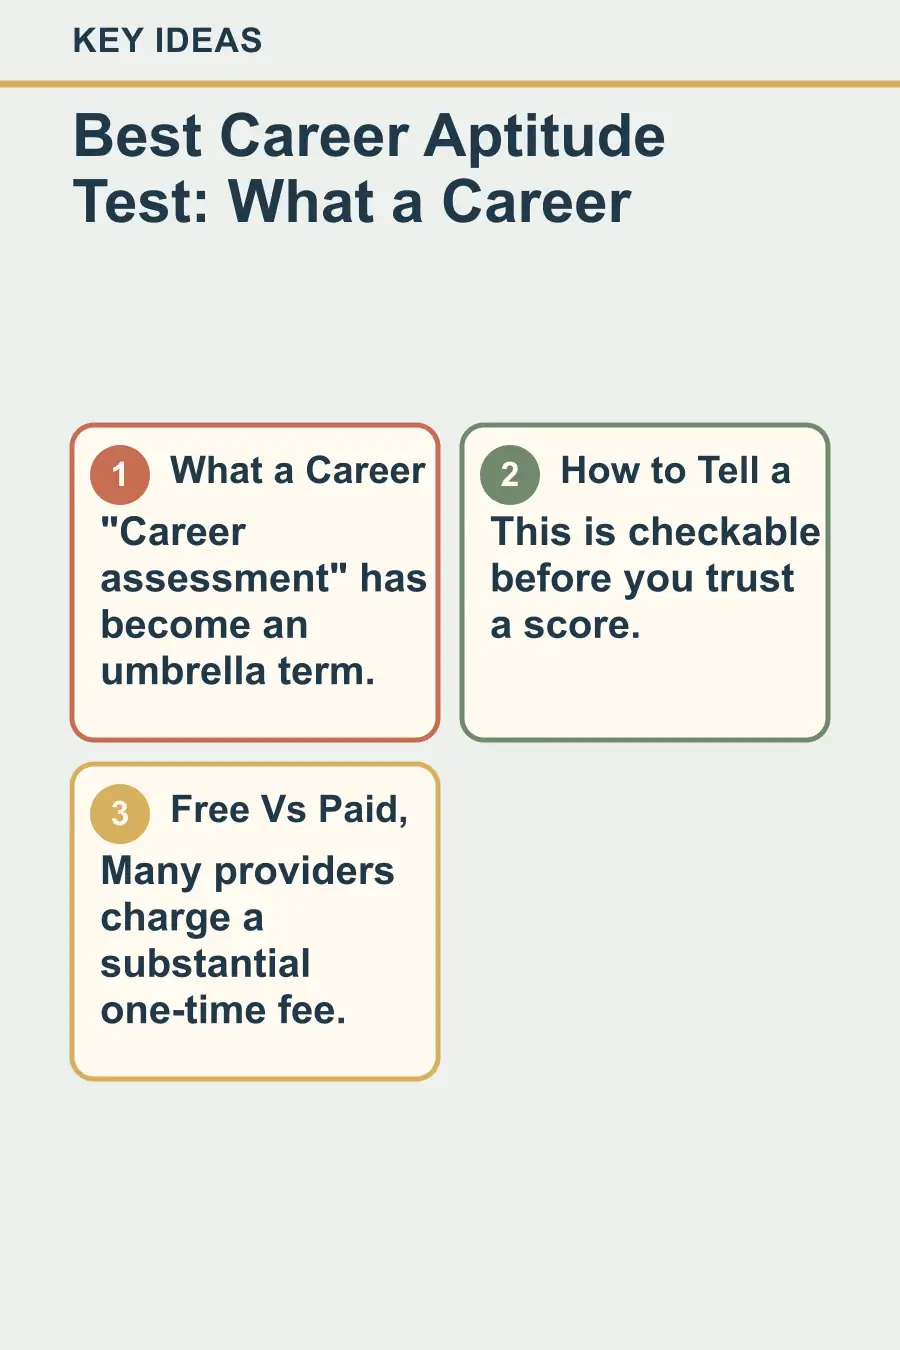 KEY IDEAS
Best Career Aptitude
Test: What a Career
1 What a Career
"Career
assessment" has
become an
umbrella term.
2 How to Tell a
This is checkable
before you trust
a score.
3 Free Vs Paid,
Many providers
charge a
substantial
one-time fee.